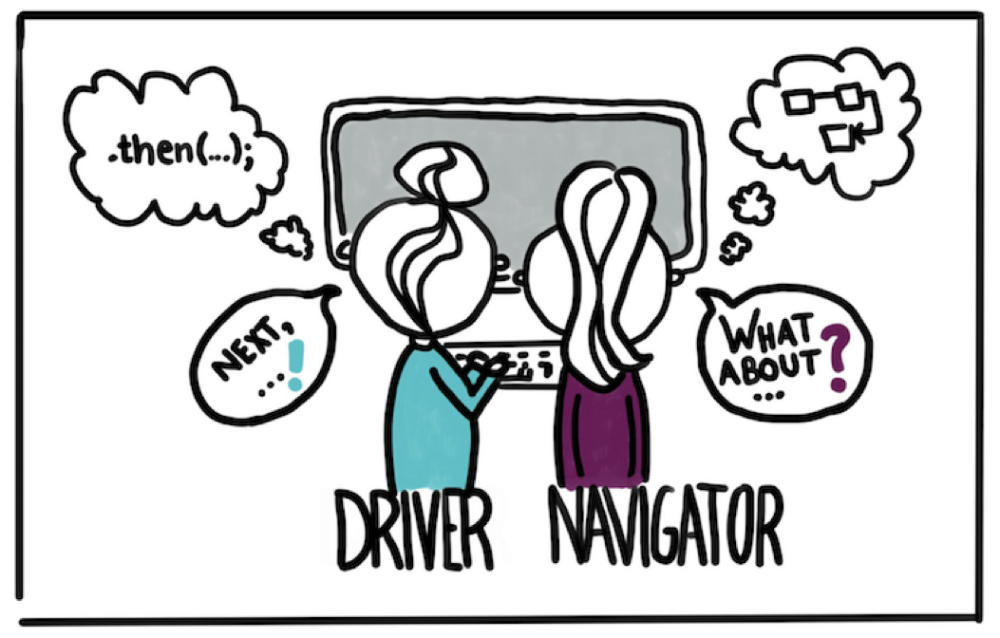 .then(...);
NEXT,
...!
WHAT
ABOUT?
...
DRIVER NAVIGATOR